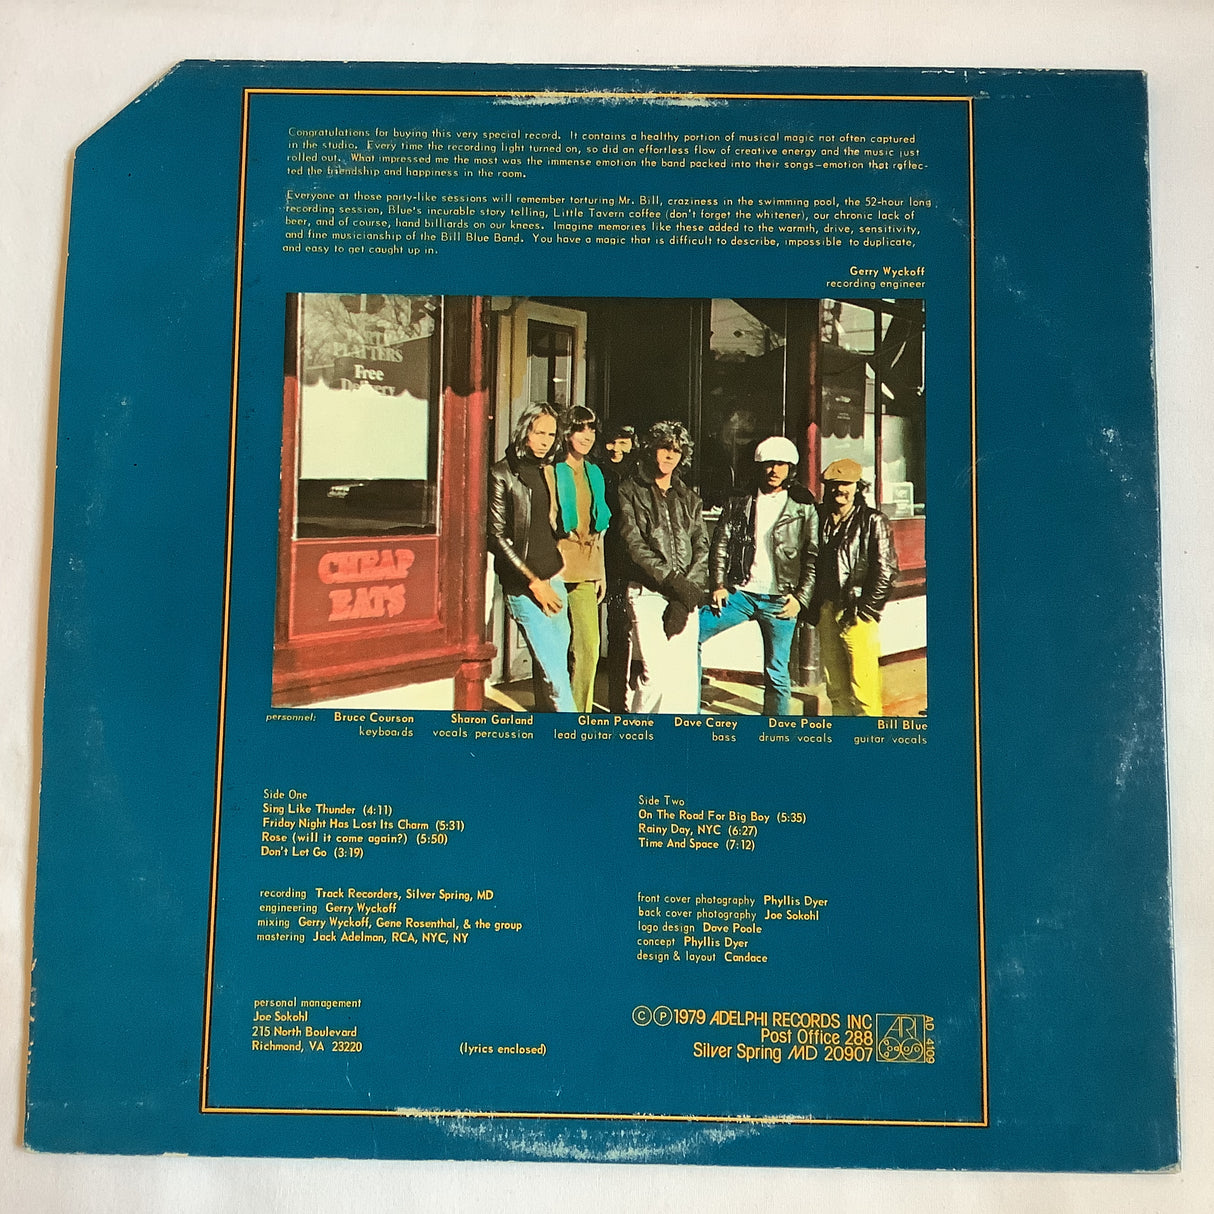 Congratulations for buying this very special record. It contains a healthy portion of musical magic not often captured
in the studio. Every time the recording light turned on, so did an effortless flow of creative energy and the music just
rolled out. What impressed me the most was the immense emotion the band packed into their songs—emotion that reflec-
ted the friendship and happiness in the room.
Everyone at those party-like sessions will remember torturing Mr. Bill, craziness in the swimming pool, the 52-hour long
recording session, Blue's incurable story telling, Little Tavern coffee (don't forget the whitener), our chronic lack of
beer, and of course, hand billiards on our knees. Imagine memories like these added to the warmth, drive, sensitivity,
and fine musicianship of the Bill Blue Band. You have a magic that is difficult to describe, impossible to duplicate,
and easy to get caught up in.
Gerry Wyckoff
recording engineer
PLATTERS
Free
Delivery
CHEAP
EATS
personnel: Bruce Courson Sharon Garland Glenn Pavone Dave Carey Dave Poole Bill Blue
keyboards vocals percussion lead guitar vocals bass drums vocals guitar vocals
Side One
Sing Like Thunder (4:11)
Friday Night Has Lost Its Charm (5:31)
Rose (will it come again?) (5:50)
Don't Let Go (3:19)
Side Two
On The Road For Big Boy (5:35)
Rainy Day, NYC (6:27)
Time And Space (7:12)
recording Track Recorders, Silver Spring, MD
engineering Gerry Wyckoff
mixing Gerry Wyckoff, Gene Rosenthal, & the group
mastering Jack Adelman, RCA, NYC, NY
front cover photography Phyllis Dyer
back cover photography Joe Sokohl
logo design Dave Poole
concept Phyllis Dyer
design & layout Candace
personal management
Joe Sokohl
215 North Boulevard
Richmond, VA 23220
(lyrics enclosed)
Ⓒ Ⓟ 1979 ADELPHI RECORDS INC
Post Office 288
Silver Spring MD 20907
ARI
AD 4109